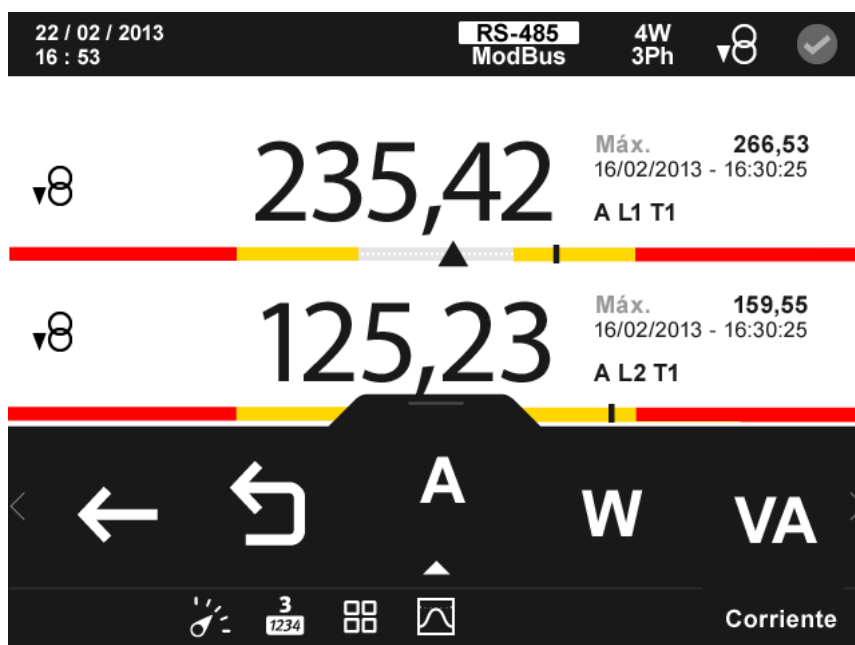 22 / 02 / 2013
16 : 53
RS-485
ModBus
4W
3Ph
235,42
Máx. 266,53
16/02/2013 - 16:30:25
A L1 T1
125,23
Máx. 159,55
16/02/2013 - 16:30:25
A L2 T1
A
W
VA
3
1234
Corriente